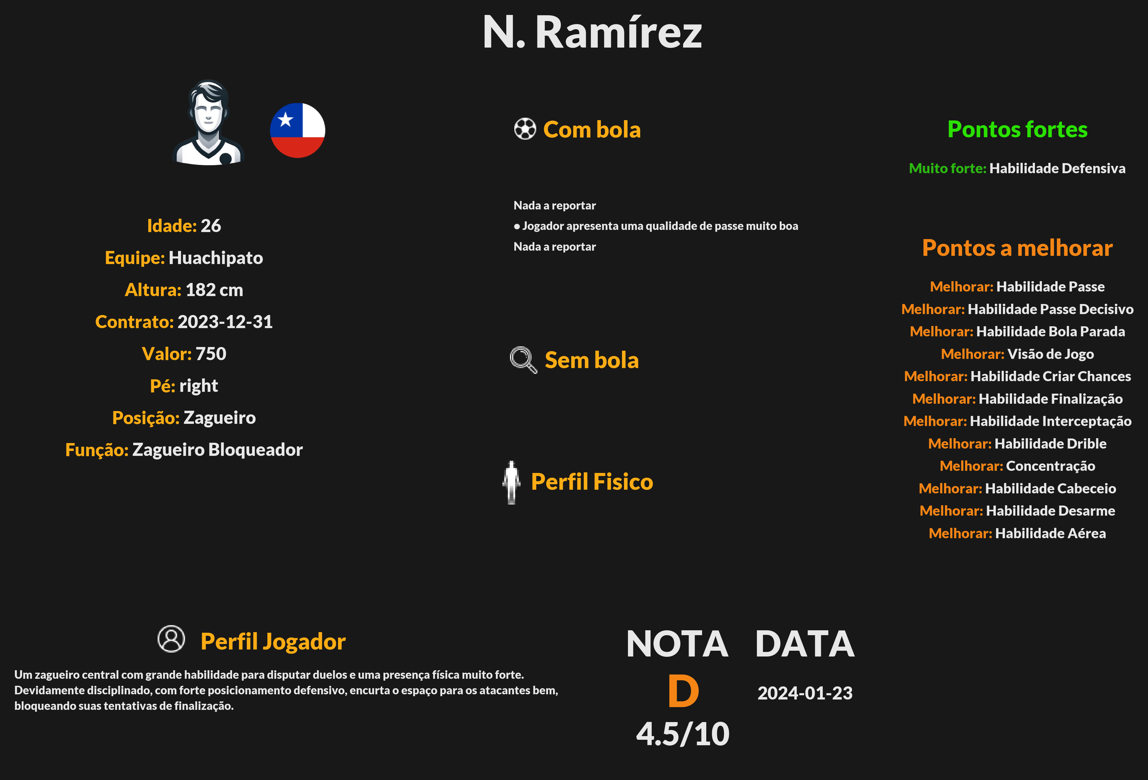 N. Ramírez
Idade: 26
Equipe: Huachipato
Altura: 182 cm
Contrato: 2023-12-31
Valor: 750
Pé: right
Posição: Zagueiro
Função: Zagueiro Bloqueador
Com bola
Nada a reportar
• Jogador apresenta uma qualidade de passe muito boa
Nada a reportar
Sem bola
Perfil Fisico
Pontos fortes
Muito forte: Habilidade Defensiva
Pontos a melhorar
Melhorar: Habilidade Passe
Melhorar: Habilidade Passe Decisivo
Melhorar: Habilidade Bola Parada
Melhorar: Visão de Jogo
Melhorar: Habilidade Criar Chances
Melhorar: Habilidade Finalização
Melhorar: Habilidade Interceptação
Melhorar: Habilidade Drible
Melhorar: Concentração
Melhorar: Habilidade Cabeceio
Melhorar: Habilidade Desarme
Melhorar: Habilidade Aérea
Perfil Jogador
Um zagueiro central com grande habilidade para disputar duelos e uma presença física muito forte.
Devidamente disciplinado, com forte posicionamento defensivo, encurta o espaço para os atacantes bem,
bloqueando suas tentativas de finalização.
NOTA
D
4.5/10
DATA
2024-01-23